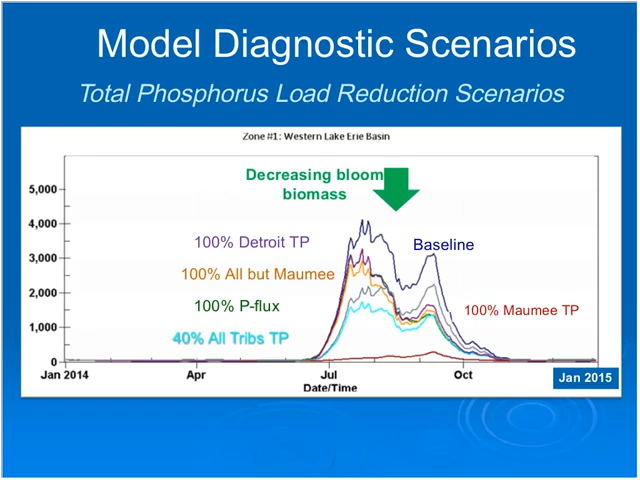 Model Diagnostic Scenarios
Total Phosphorus Load Reduction Scenarios
Zone #1: Western Lake Erie Basin
Decreasing bloom
biomass
5,000
4,000
3,000
2,000
1,000
0
100% Detroit TP
Baseline
100% All but Maumee
100% P-flux
100% Maumee TP
40% All Tribs TP
Jan 2014
Apr
Jul
Oct
Jan 2015
Date/Time